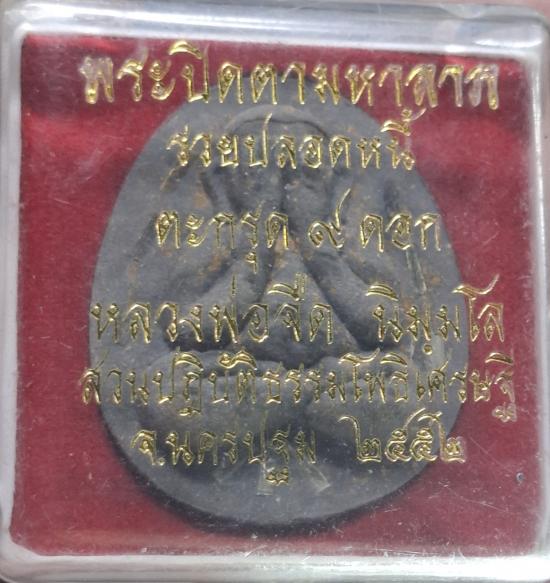 พระปิดตามหาลาภ
รวยปลอดหนี้
ตะกรุด ๙ ดอก
หลวงพ่อจืด นิมฺมโล
สวนปฏิบัติธรรมโพธิเศรษฐี
จ.นครปฐม ๒๕๕๒